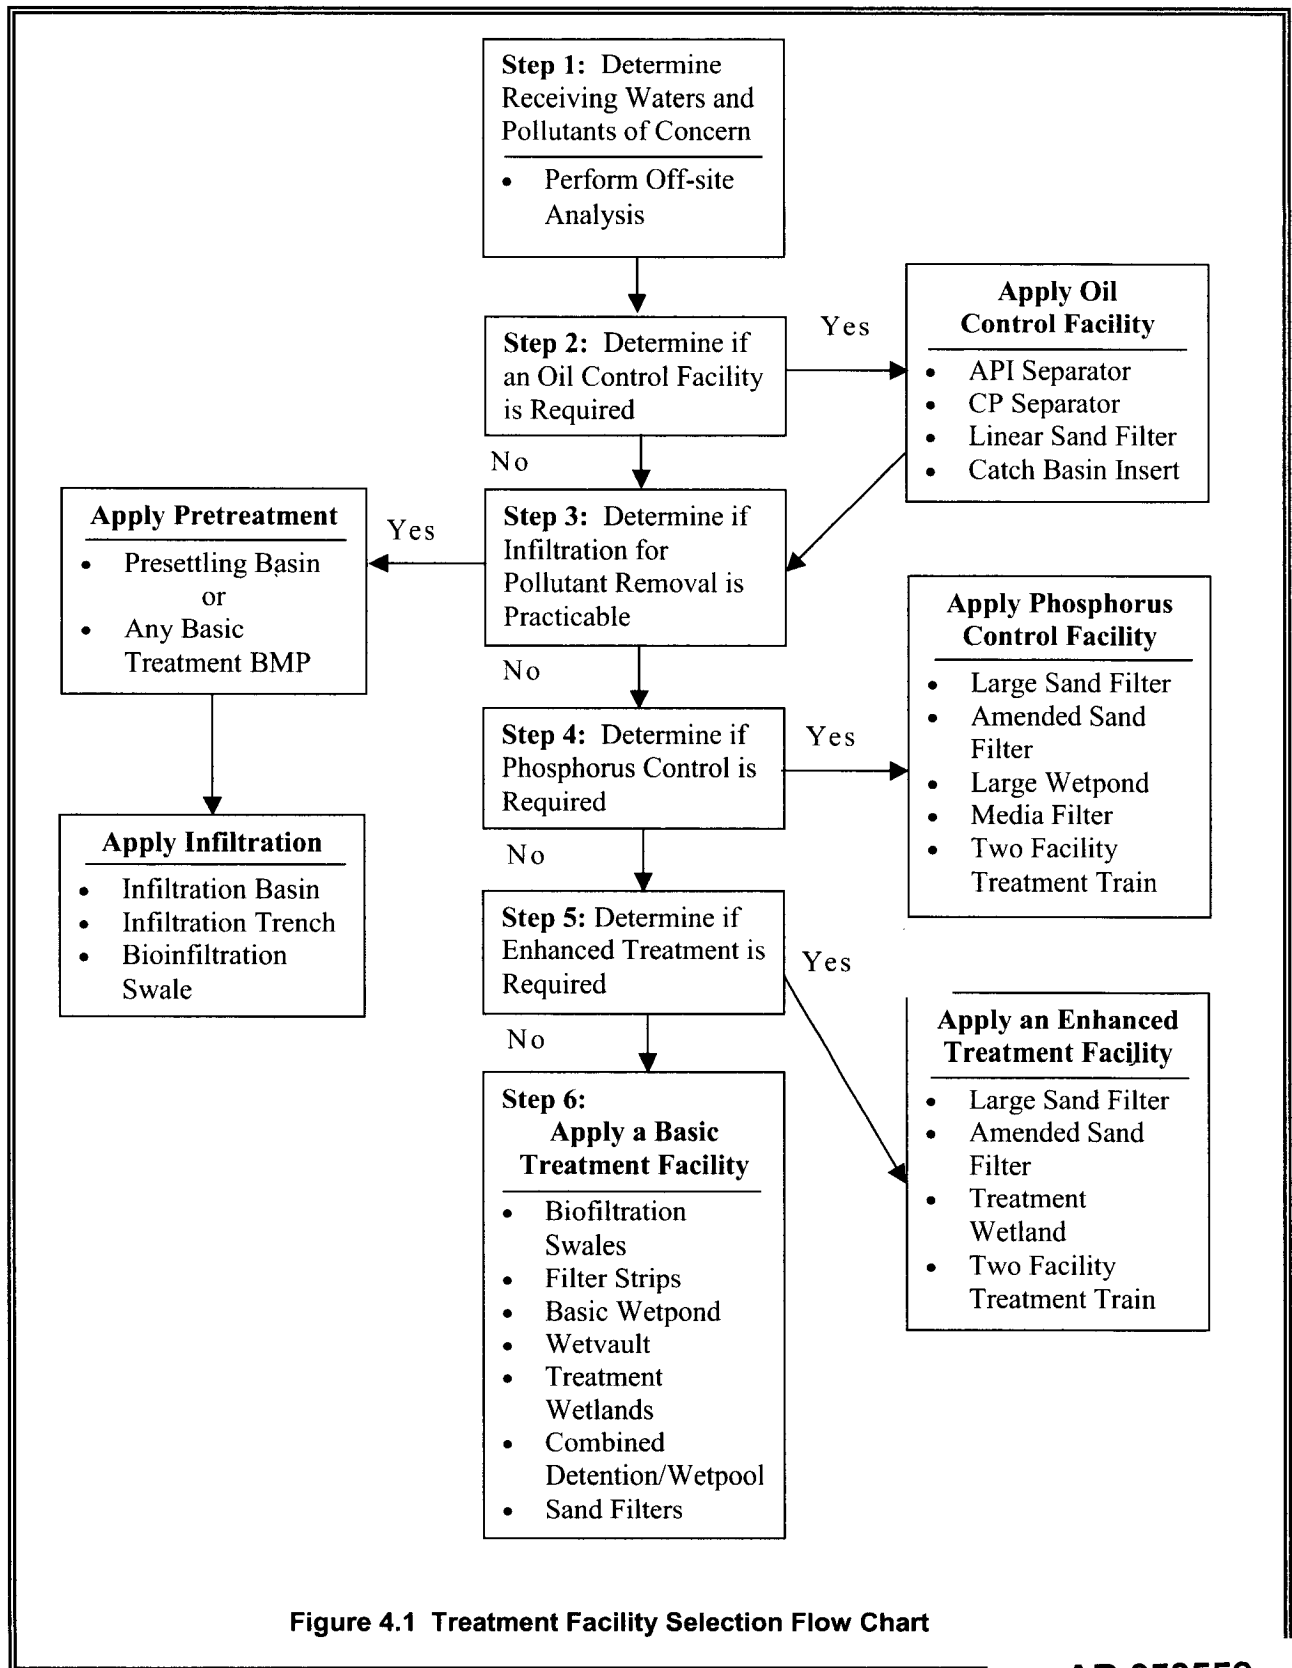 Step 1: Determine
Receiving Waters and
Pollutants of Concern
• Perform Off-site
Analysis
Yes
Apply Oil
Control Facility
• API Separator
• CP Separator
• Linear Sand Filter
• Catch Basin Insert
Step 2: Determine if
an Oil Control Facility
is Required
No
Apply Pretreatment
• Presettling Basin
or
• Any Basic
Treatment BMP
Yes
Step 3: Determine if
Infiltration for
Pollutant Removal is
Practicable
No
Apply Phosphorus
Control Facility
• Large Sand Filter
• Amended Sand
Filter
• Large Wetpond
• Media Filter
• Two Facility
Treatment Train
Step 4: Determine if
Phosphorus Control is
Required
Yes
No
Apply Infiltration
• Infiltration Basin
• Infiltration Trench
• Bioinfiltration
Swale
Step 5: Determine if
Enhanced Treatment is
Required
Yes
No
Apply an Enhanced
Treatment Facility
• Large Sand Filter
• Amended Sand
Filter
• Treatment
Wetland
• Two Facility
Treatment Train
Step 6:
Apply a Basic
Treatment Facility
• Biofiltration
Swales
• Filter Strips
• Basic Wetpond
• Wetvault
• Treatment
Wetlands
• Combined
Detention/Wetpool
• Sand Filters
Figure 4.1 Treatment Facility Selection Flow Chart